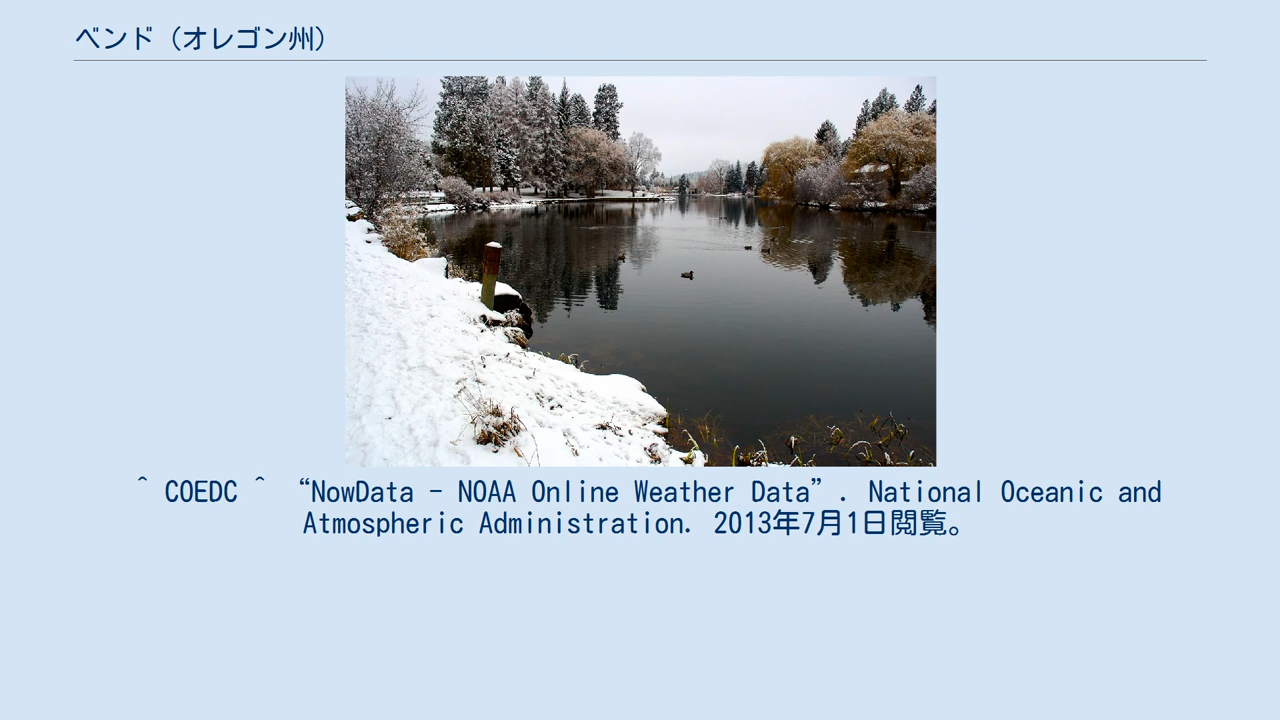 ベンド（オレゴン州）
^ COEDC ^ “NowData - NOAA Online Weather Data”. National Oceanic and
Atmospheric Administration. 2013年7月1日閲覧。